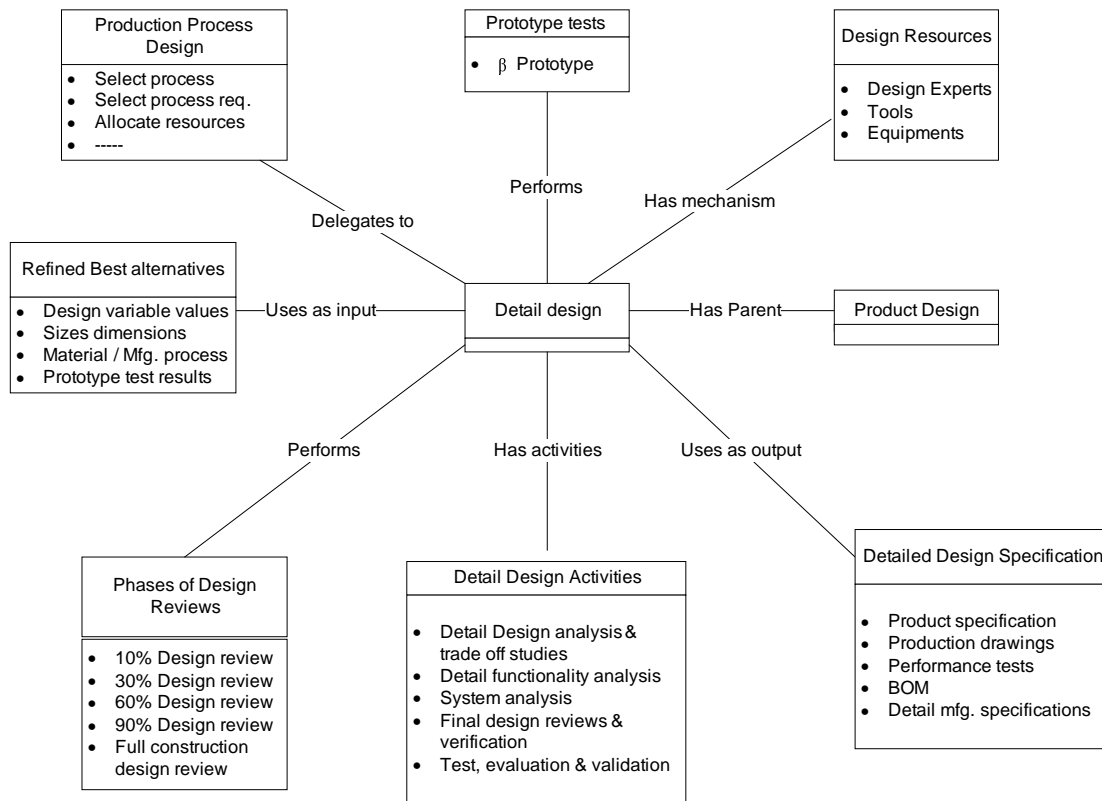 Production Process
Design
Select process
Select process req.
Allocate resources
-----
Prototype tests
β Prototype
Design Resources
Design Experts
Tools
Equipments
Performs
Has mechanism
Delegates to
Refined Best alternatives
Design variable values
Sizes dimensions
Material / Mfg. process
Prototype test results
Uses as input
Detail design
Has Parent
Product Design
Performs
Has activities
Uses as output
Phases of Design
Reviews
10% Design review
30% Design review
60% Design review
90% Design review
Full construction
design review
Detail Design Activities
Detail Design analysis &
trade off studies
Detail functionality analysis
System analysis
Final design reviews &
verification
Test, evaluation & validation
Detailed Design Specification
Product specification
Production drawings
Performance tests
BOM
Detail mfg. specifications